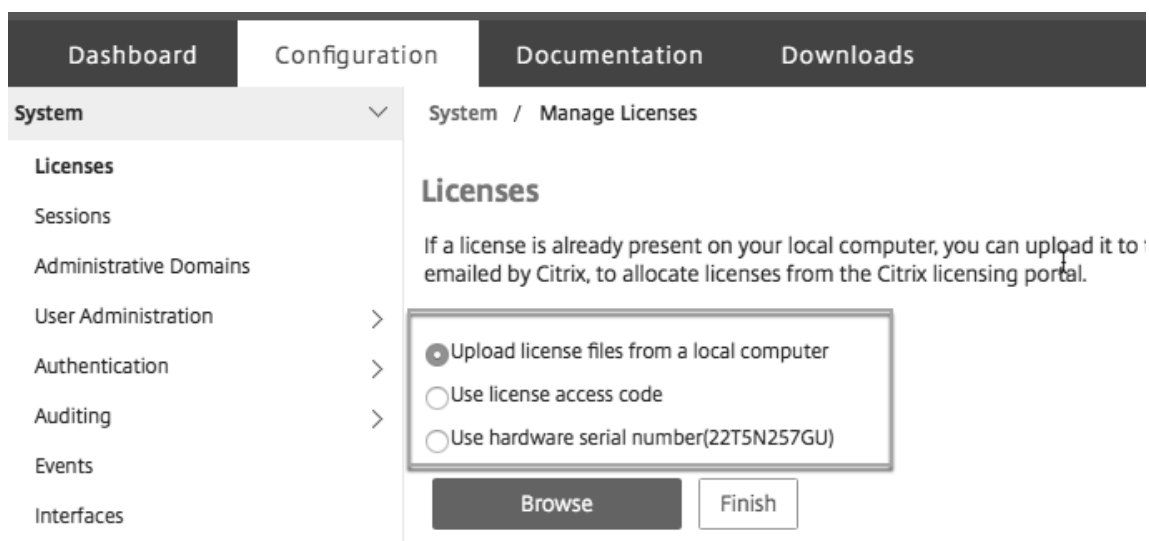 Dashboard Configuration Documentation Downloads
System
System / Manage Licenses
Licenses
Sessions
Administrative Domains
User Administration
Authentication
Auditing
Events
Interfaces
Licenses
If a license is already present on your local computer, you can upload it to
emailed by Citrix, to allocate licenses from the Citrix licensing portal.
Upload license files from a local computer
Use license access code
Use hardware serial number(22T5N257GU)
Browse Finish